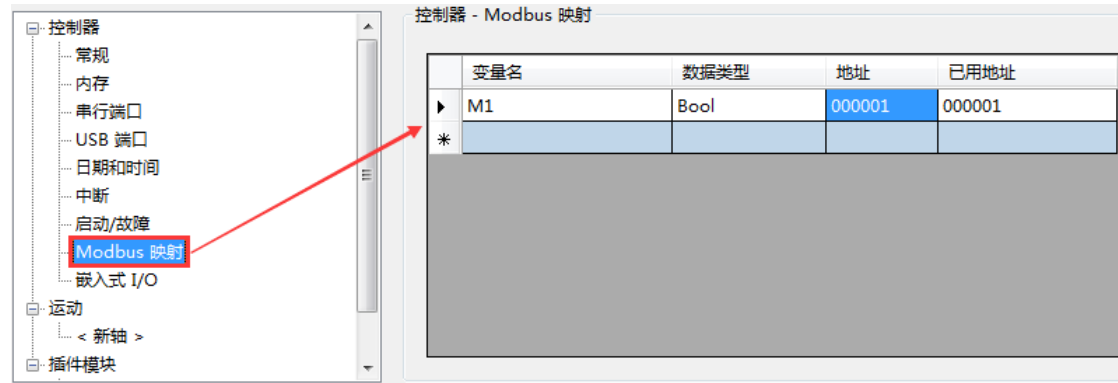 控制器
常规
内存
串行端口
USB 端口
日期和时间
中断
启动/故障
Modbus 映射
嵌入式 I/O
运动
< 新轴 >
插件模块
控制器 - Modbus 映射
变量名 数据类型 地址 已用地址
M1 Bool 000001 000001